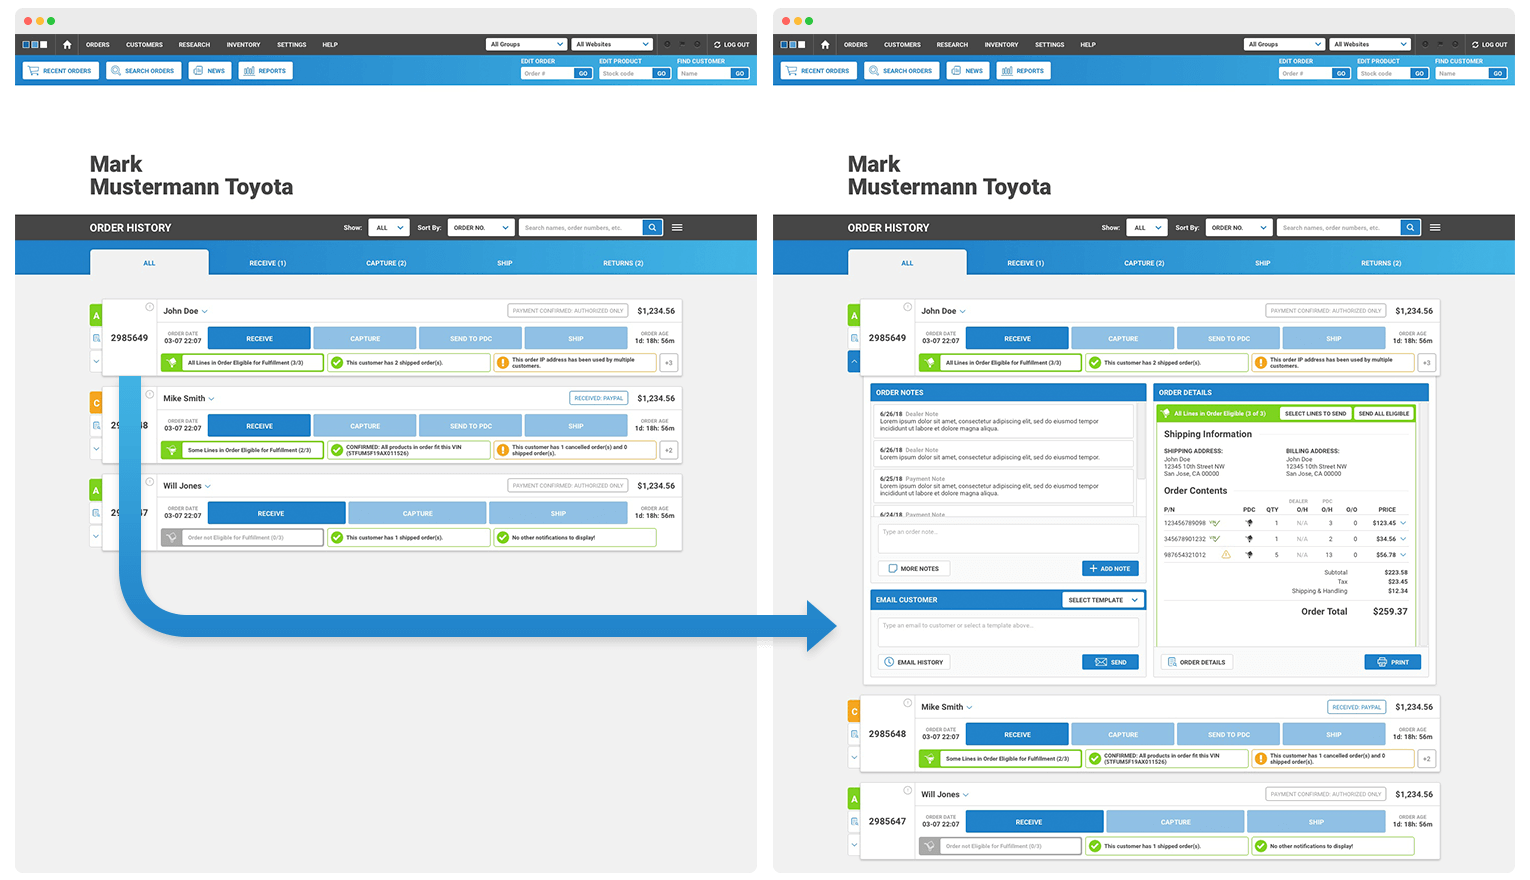 ORDERS CUSTOMERS RESEARCH INVENTORY SETTINGS HELP All Groups All Websites LOG OUT
RECENT ORDERS SEARCH ORDERS NEWS REPORTS
EDIT ORDER EDIT PRODUCT FIND CUSTOMER
Order # GO Stock code GO Name GO
Mark
Mustermann Toyota
ORDER HISTORY Show: ALL Sort By: ORDER NO. Search names, order numbers, etc.
ALL RECEIVE (1) CAPTURE (2) SHIP RETURNS (2)
A
John Doe PAYMENT CONFIRMED: AUTHORIZED ONLY $1,234.56
2985649
ORDER DATE
03-07 22:07
RECEIVE CAPTURE SEND TO PDC SHIP
ORDER AGE
1d: 18h: 56m
All Lines in Order Eligible for Fulfillment (3/3)
This customer has 2 shipped order(s).
This order IP address has been used by multiple
customers.
+3
C
Mike Smith RECEIVED: PAYPAL $1,234.56
29 48
ORDER DATE
03-07 22:07
RECEIVE CAPTURE SEND TO PDC SHIP
ORDER AGE
1d: 18h: 56m
Some Lines in Order Eligible for Fulfillment (2/3)
CONFIRMED: All products in order fit this VIN
(5TFUM5F19AX011526)
This customer has 1 cancelled order(s) and 0
shipped order(s).
+2
A
Will Jones PAYMENT CONFIRMED: AUTHORIZED ONLY $1,234.56
29 47
ORDER DATE
03-07 22:07
RECEIVE CAPTURE SHIP
ORDER AGE
1d: 18h: 56m
Order not Eligible for Fulfillment (0/3)
This customer has 1 shipped order(s).
No other notifications to display!
ORDERS CUSTOMERS RESEARCH INVENTORY SETTINGS HELP All Groups All Websites LOG OUT
RECENT ORDERS SEARCH ORDERS NEWS REPORTS
EDIT ORDER EDIT PRODUCT FIND CUSTOMER
Order # GO Stock code GO Name GO
Mark
Mustermann Toyota
ORDER HISTORY Show: ALL Sort By: ORDER NO. Search names, order numbers, etc.
ALL RECEIVE (1) CAPTURE (2) SHIP RETURNS (2)
A
John Doe PAYMENT CONFIRMED: AUTHORIZED ONLY $1,234.56
2985649
ORDER DATE
03-07 22:07
RECEIVE CAPTURE SEND TO PDC SHIP
ORDER AGE
1d: 18h: 56m
All Lines in Order Eligible for Fulfillment (3/3)
This customer has 2 shipped order(s).
This order IP address has been used by multiple
customers.
+3
ORDER NOTES
6/26/18 Dealer Note
Lorem ipsum dolor sit amet, consectetur adipiscing elit, sed do eiusmod tempor
incididunt ut labore et dolore magna aliqua.
6/26/18 Dealer Note
Lorem ipsum dolor sit amet, consectetur adipiscing elit, sed do eiusmod tempor.
6/25/18 Payment Note
Lorem ipsum dolor sit amet, consectetur adipiscing elit, sed do eiusmod tempor
incididunt ut labore et dolore magna aliqua.
6/24/18 Payment Note
Type an order note...
MORE NOTES + ADD NOTE
EMAIL CUSTOMER SELECT TEMPLATE
Type an email to customer or select a template above..
EMAIL HISTORY SEND
ORDER DETAILS
All Lines in Order Eligible (3 of 3) SELECT LINES TO SEND SEND ALL ELIGIBLE
Shipping Information
SHIPPING ADDRESS: BILLING ADDRESS:
John Doe John Doe
12345 10th Street NW 12345 10th Street NW
San Jose, CA 00000 San Jose, CA 00000
Order Contents
DEALER PDC
P/N PDC QTY O/H O/H O/O PRICE
123456789098 1 N/A 3 0 $123.45
345678901232 1 N/A 2 0 $34.56
987654321012 5 N/A 13 0 $56.78
Subtotal $223.58
Tax $23.45
Shipping & Handling $12.34
Order Total $259.37
ORDER DETAILS PRINT
C
Mike Smith RECEIVED: PAYPAL $1,234.56
2985648
ORDER DATE
03-07 22:07
RECEIVE CAPTURE SEND TO PDC SHIP
ORDER AGE
1d: 18h: 56m
Some Lines in Order Eligible for Fulfillment (2/3)
CONFIRMED: All products in order fit this VIN
(5TFUM5F19AX011526)
This customer has 1 cancelled order(s) and 0
shipped order(s).
+2
A
Will Jones PAYMENT CONFIRMED: AUTHORIZED ONLY $1,234.56
2985647
ORDER DATE
03-07 22:07
RECEIVE CAPTURE SHIP
ORDER AGE
1d: 18h: 56m
Order not Eligible for Fulfillment (0/3)
This customer has 1 shipped order(s).
No other notifications to display!